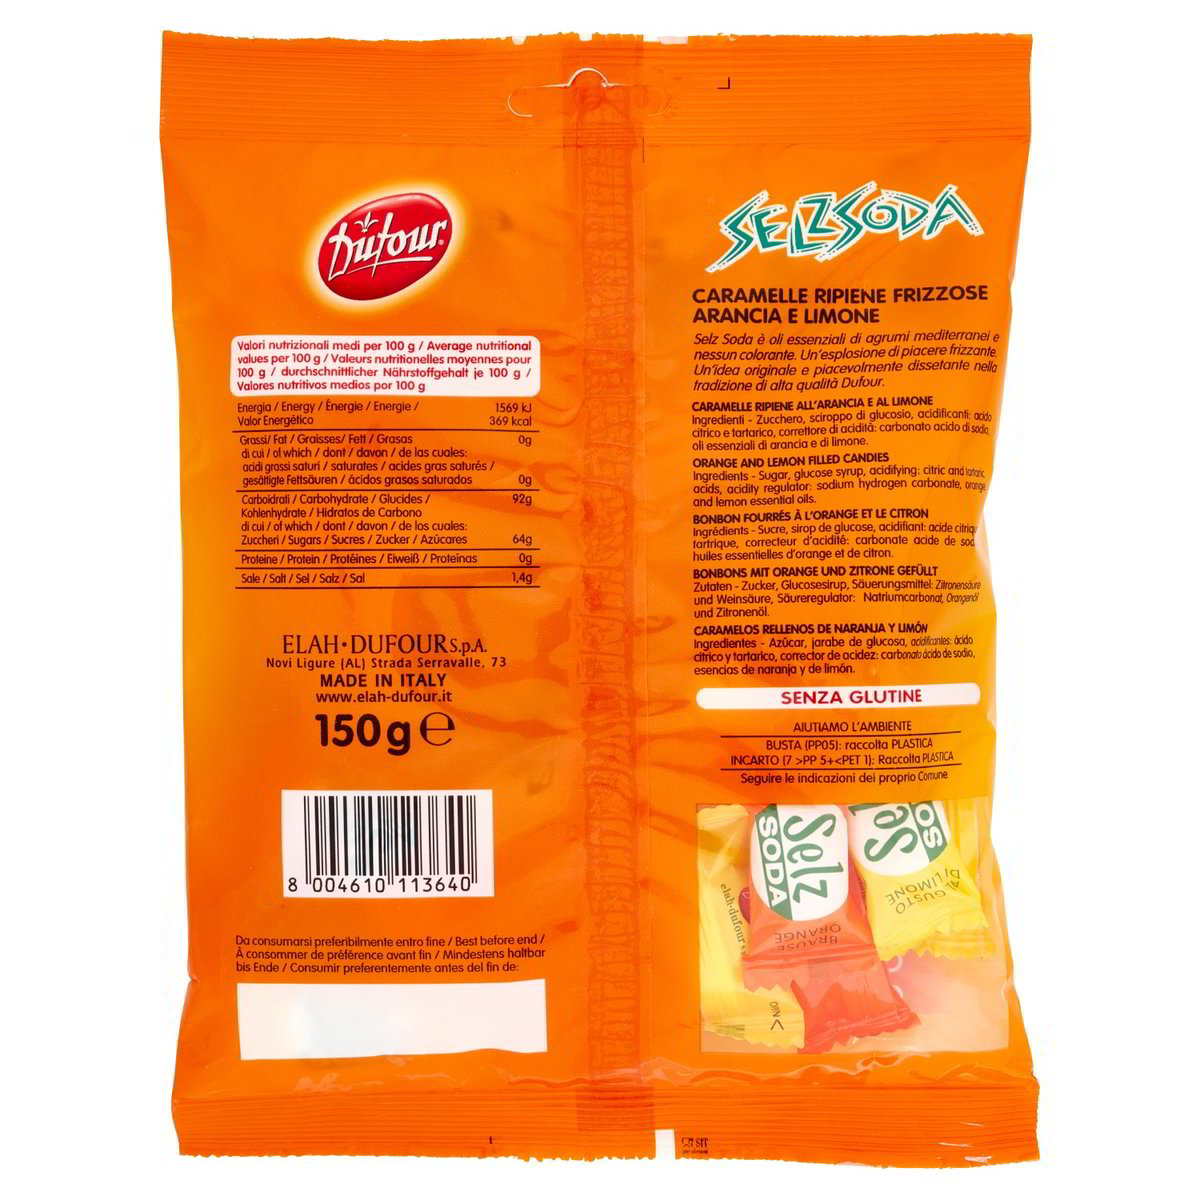 Dufour
Valori nutrizionali medi per 100 g / Average nutritional
values per 100 g / Valeurs nutritionelles moyennes pour
100 g / durchschnittlicher Nährstoffgehalt je 100 g /
Valores nutritivos medios por 100 g
Energia / Energy / Énergie / Energie / 1569 kJ
Valor Energético 369 kcal
Grassi/ Fat / Graisses/ Fett / Grasas 0g
di cui / of which / dont / davon / de las cuales:
acidi grassi saturi / saturates / acides gras saturés /
gesättigte Fettsäuren / ácidos grasos saturados 0g
Carboidrati / Carbohydrate / Glucides / 92g
Kohlenhydrate / Hidratos de Carbono
di cui / of which / dont / davon / de los cuales:
Zuccheri / Sugars / Sucres / Zucker / Azúcares 64g
Proteine / Protein / Protéines / Eiweiß / Proteínas 0g
Sale / Salt / Sel / Salz / Sal 1,4g
ELAH·DUFOUR S.p.A.
Novi Ligure (AL) Strada Serravalle, 73
MADE IN ITALY
www.elah-dufour.it
150g ℮
8 004610 113640
Da consumarsi preferibilmente entro fine / Best before end /
À consommer de préférence avant fin / Mindestens haltbar
bis Ende / Consumir preferentemente antes del fin de:
SELZSODA
CARAMELLE RIPIENE FRIZZOSE
ARANCIA E LIMONE
Selz Soda è oli essenziali di agrumi mediterranei e
nessun colorante. Un'esplosione di piacere frizzante.
Un'idea originale e piacevolmente dissetante nella
tradizione di alta qualità Dufour.
CARAMELLE RIPIENE ALL'ARANCIA E AL LIMONE
Ingredienti - Zucchero, sciroppo di glucosio, acidificanti: acido
citrico e tartarico, correttore di acidità: carbonato acido di sodio,
oli essenziali di arancia e di limone.
ORANGE AND LEMON FILLED CANDIES
Ingredients - Sugar, glucose syrup, acidifying: citric and tartaric
acids, acidity regulator: sodium hydrogen carbonate, orange
and lemon essential oils.
BONBON FOURRÉS À L'ORANGE ET LE CITRON
Ingrédients - Sucre, sirop de glucose, acidifiant: acide
tartrique, correcteur d'acidité: carbonate acide de
huiles essentielles d'orange et de citron.
BONBONS MIT ORANGE UND ZITRONE GEFÜLLT
Zutaten - Zucker, Glucosesirup, Säuerungsmittel: Zitronensäure
und Weinsäure, Säureregulator: Natriumcarbonat, Orangenöl
und Zitronenöl.
CARAMELOS RELLENOS DE NARANJA Y LIMÓN
Ingredientes - Azúcar, jarabe de glucosa, acidificantes: ácido
cítrico y tartarico, corrector de acidez: carbonato ácido de sodio,
esencias de naranja y de limón.
SENZA GLUTINE
AIUTIAMO L'AMBIENTE
BUSTA (PP05): raccolta PLASTICA
INCARTO (7 >PP 5+<PET 1): Raccolta PLASTICA
Seguire le indicazioni del proprio Comune
Selz
SODA
elah-dufour
BRAUSE
ORANGE
AL GUSTO
DI LIMONE
SIT